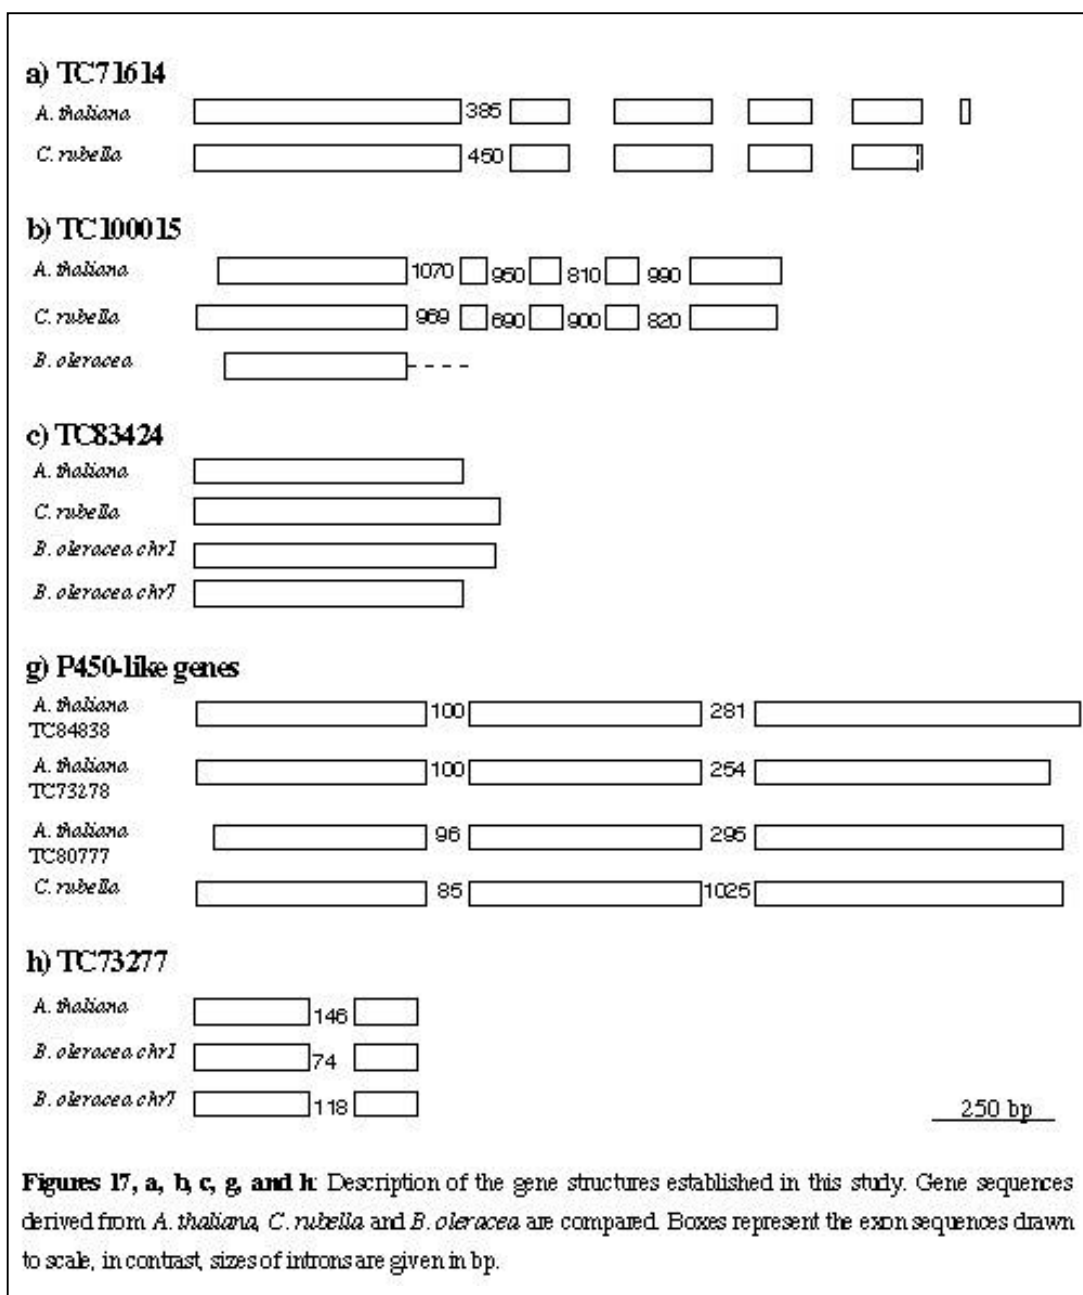 a) TC71614
A. thaliana 385
C. rubella 450
b) TC100015
A. thaliana 1070 950 810 990
C. rubella 969 690 900 820
B. oleracea
c) TC83424
A. thaliana
C. rubella
B. oleracea chr1
B. oleracea chr7
g) P450-like genes
A. thaliana 100 281
TC84838
A. thaliana 100 254
TC73278
A. thaliana 96 295
TC80777
C. rubella 85 1025
h) TC73277
A. thaliana 146
B. oleracea chr1 74
B. oleracea chr7 118
250 bp
Figures 17, a, b, c, g, and h: Description of the gene structures established in this study. Gene sequences
derived from A. thaliana, C. rubella and B. oleracea are compared. Boxes represent the exon sequences drawn
to scale, in contrast, sizes of introns are given in bp.